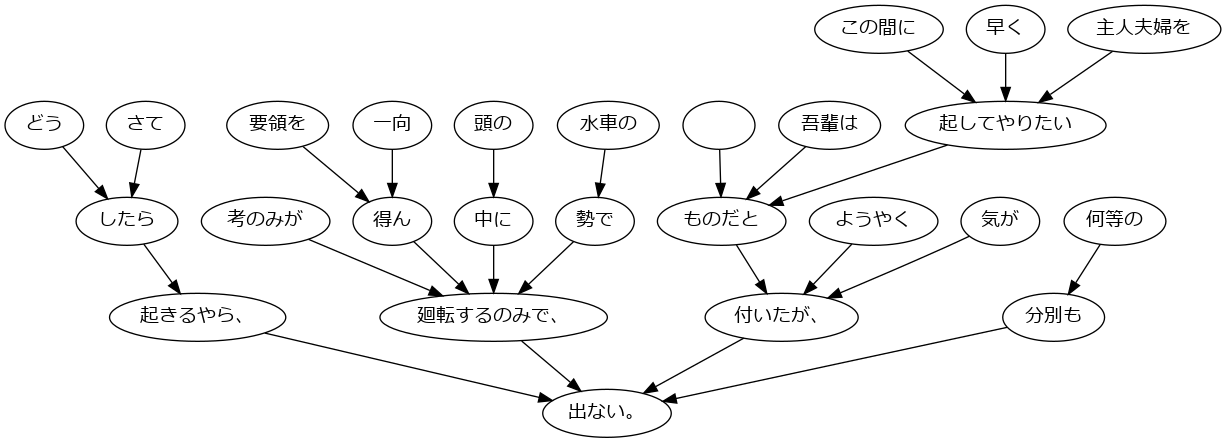 この間に
早く
主人夫婦を
どう
さて
要領を
一向
頭の
水車の
吾輩は
起してやりたい
したら
考のみが
得ん
中に
勢で
ものだと
ようやく
気が
何等の
起きるやら、
廻転するのみで、
付いたが、
分別も
出ない。